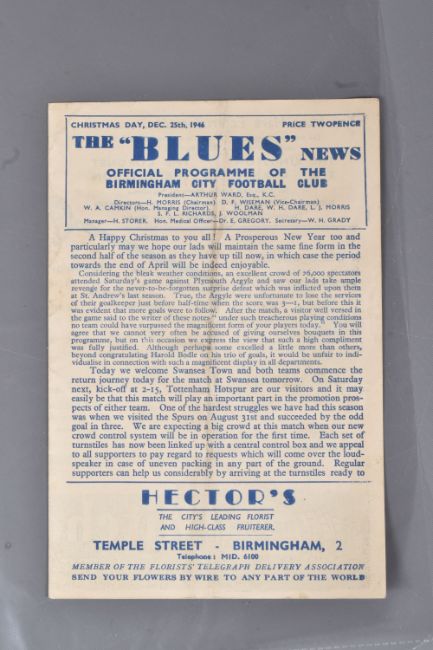 CHRISTMAS DAY, DEC. 25th, 1946 PRICE TWOPENCE
THE "BLUES" NEWS
OFFICIAL PROGRAMME OF THE
BIRMINGHAM CITY FOOTBALL CLUB
President—ARTHUR WARD, Esq., K.C.
Directors—H. MORRIS (Chairman). D. F. WISEMAN (Vice-Chairman).
W. A. CAMKIN (Hon. Managing Director). H. DARE, W. H. DARE, L. J. MORRIS
S. F. L. RICHARDS, J. WOOLMAN
Manager—H. STORER. Hon. Medical Officer—Dr. E. GREGORY. Secretary—W. H. GRADY
A Happy Christmas to you all! A Prosperous New Year too and
particularly may we hope our lads will maintain the same fine form in the
second half of the season as they have up till now, in which case the period
towards the end of April will be indeed enjoyable.
Considering the bleak weather conditions, an excellent crowd of 26,000 spectators
attended Saturday's game against Plymouth Argyle and saw our lads take ample
revenge for the never-to-be-forgotten surprise defeat which was inflicted upon them
at St. Andrew's last season. True, the Argyle were unfortunate to lose the services
of their goalkeeper just before half-time when the score was 3—1, but before this it
was evident that more goals were to follow. After the match, a visitor well versed in
the game said to the writer of these notes "under such treacherous playing conditions
no team could have surpassed the magnificent form of your players today." You will
agree that we cannot very often be accused of giving ourselves bouquets in this
programme, but on this occasion we express the view that such a high compliment
was fully justified. Although perhaps some excelled a little more than others,
beyond congratulating Harold Bodle on his trio of goals, it would be unfair to indi-
vidualise in connection with such a magnificent display in all departments.
Today we welcome Swansea Town and both teams commence the
return journey today for the match at Swansea tomorrow. On Saturday
next, kick-off at 2-15, Tottenham Hotspur are our visitors and it may
easily be that this match will play an important part in the promotion pros-
pects of either team. One of the hardest struggles we have had this season
was when we visited the Spurs on August 31st and succeeded by the odd
goal in three. We are expecting a big crowd at this match when our new
crowd control system will be in operation for the first time. Each set of
turnstiles has now been linked up with a central control box and we appeal
to all supporters to pay regard to requests which will come over the loud-
speaker in case of uneven packing in any part of the ground. Regular
supporters can help us considerably by arriving at the turnstiles ready to
HECTOR'S
THE CITY'S LEADING FLORIST
AND HIGH-CLASS FRUITERER,
TEMPLE STREET - BIRMINGHAM, 2
Telephone: MID. 6100
MEMBER OF THE FLORISTS' TELEGRAPH DELIVERY ASSOCIATION
SEND YOUR FLOWERS BY WIRE TO ANY PART OF THE WORLD